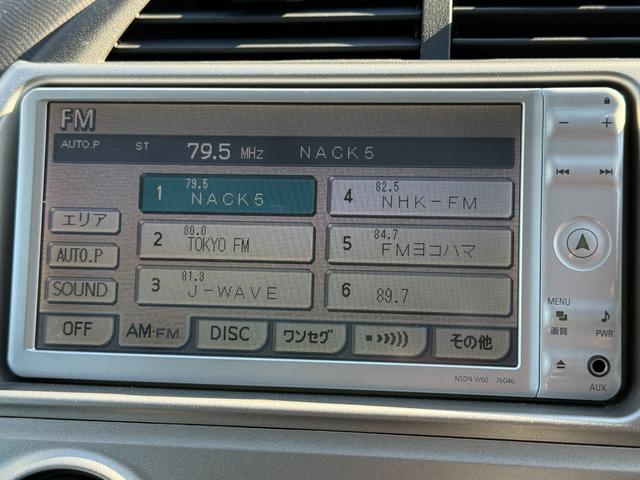 FM
AUTO.P ST 79.5 MHz NACK5
1 79.5 NACK5
4 82.5 NHK-FM
エリア
2 80.0 TOKYO FM
5 84.7 FMヨコハマ
AUTO.P
3 81.3 J-WAVE
6 89.7
SOUND
OFF AM·FM DISC ワンセグ その他
MENU
画質
PWR
AUX
NSDN-W60 76046